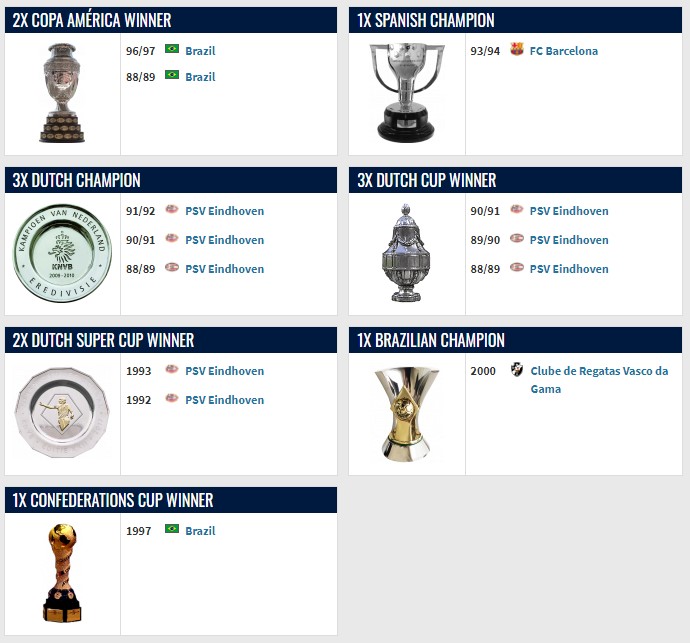 2X COPA AMÉRICA WINNER
96/97 Brazil
88/89 Brazil
1X SPANISH CHAMPION
93/94 FC Barcelona
3X DUTCH CHAMPION
KAMPIOEN VAN NEDERLAND
KNVB
2009 - 2010
EREDIVISIE
91/92 PSV Eindhoven
90/91 PSV Eindhoven
88/89 PSV Eindhoven
3X DUTCH CUP WINNER
90/91 PSV Eindhoven
89/90 PSV Eindhoven
88/89 PSV Eindhoven
2X DUTCH SUPER CUP WINNER
1993 PSV Eindhoven
1992 PSV Eindhoven
1X BRAZILIAN CHAMPION
2000 Clube de Regatas Vasco da
Gama
1X CONFEDERATIONS CUP WINNER
1997 Brazil